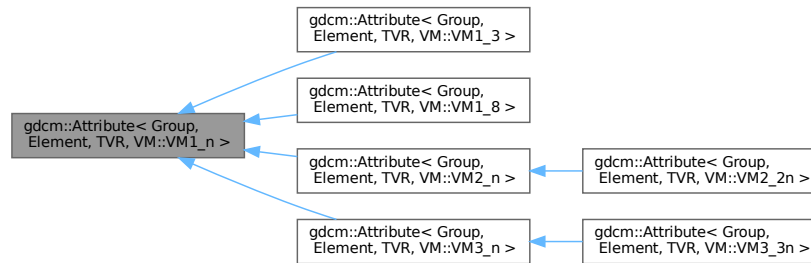 gdcm::Attribute< Group,
Element, TVR, VM::VM1_n >
gdcm::Attribute< Group,
Element, TVR, VM::VM1_3 >
gdcm::Attribute< Group,
Element, TVR, VM::VM1_8 >
gdcm::Attribute< Group,
Element, TVR, VM::VM2_n >
gdcm::Attribute< Group,
Element, TVR, VM::VM3_n >
gdcm::Attribute< Group,
Element, TVR, VM::VM2_2n >
gdcm::Attribute< Group,
Element, TVR, VM::VM3_3n >